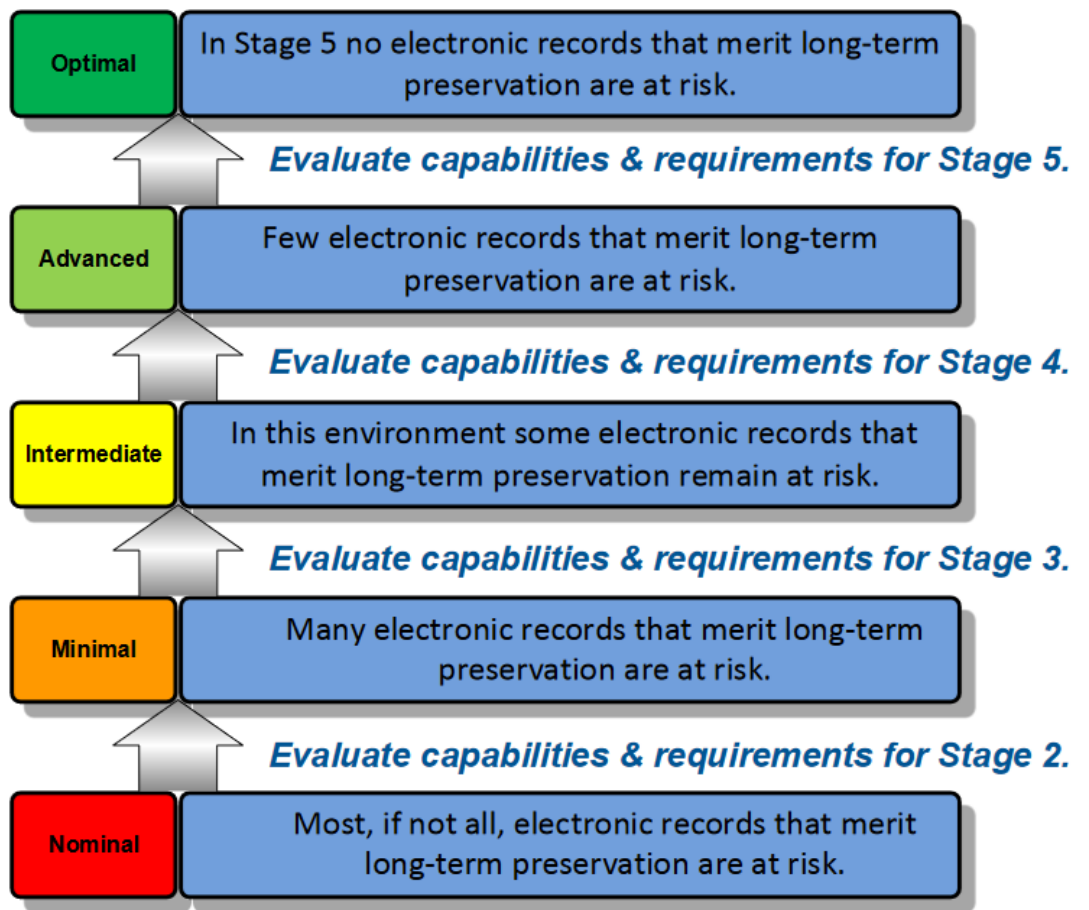 Optimal
In Stage 5 no electronic records that merit long-term
preservation are at risk.
Evaluate capabilities & requirements for Stage 5.
Advanced
Few electronic records that merit long-term
preservation are at risk.
Evaluate capabilities & requirements for Stage 4.
Intermediate
In this environment some electronic records that
merit long-term preservation remain at risk.
Evaluate capabilities & requirements for Stage 3.
Minimal
Many electronic records that merit long-term
preservation are at risk.
Evaluate capabilities & requirements for Stage 2.
Nominal
Most, if not all, electronic records that merit
long-term preservation are at risk.